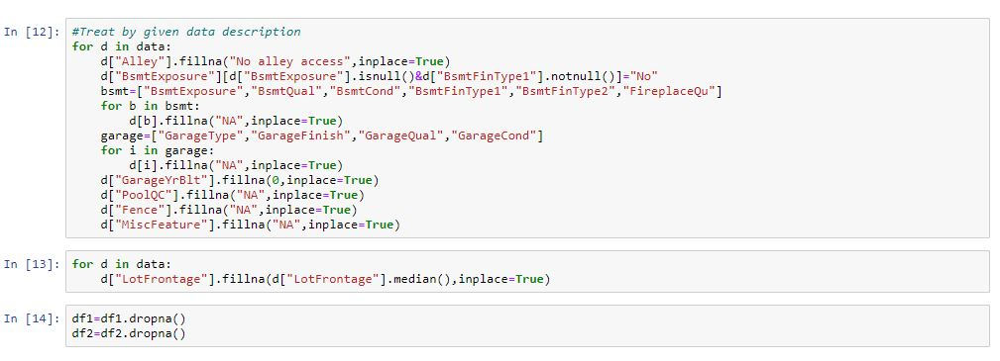 In [12]: #Treat by given data description
for d in data:
    d["Alley"].fillna("No alley access",inplace=True)
    d["BsmtExposure"][d["BsmtExposure"].isnull()&d["BsmtFinType1"].notnull()]="No"
    bsmt=["BsmtExposure","BsmtQual","BsmtCond","BsmtFinType1","BsmtFinType2","FireplaceQu"]
    for b in bsmt:
        d[b].fillna("NA",inplace=True)
    garage=["GarageType","GarageFinish","GarageQual","GarageCond"]
    for i in garage:
        d[i].fillna("NA",inplace=True)
    d["GarageYrBlt"].fillna(0,inplace=True)
    d["PoolQC"].fillna("NA",inplace=True)
    d["Fence"].fillna("NA",inplace=True)
    d["MiscFeature"].fillna("NA",inplace=True)
In [13]: for d in data:
    d["LotFrontage"].fillna(d["LotFrontage"].median(),inplace=True)
In [14]: df1=df1.dropna()
df2=df2.dropna()